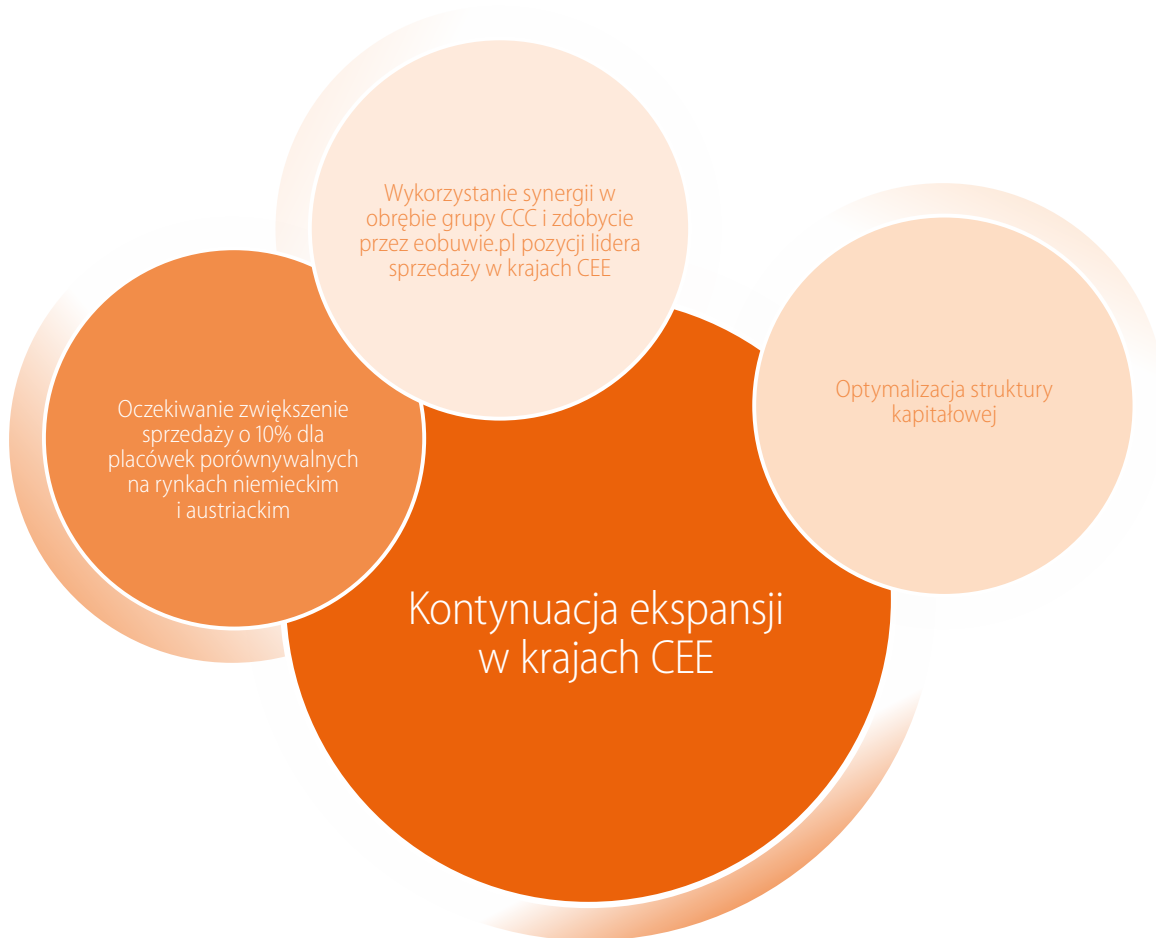 Wykorzystanie synergii w
obrębie grupy CCC i zdobycie
przez eobuwie.pl pozycji lidera
sprzedaży w krajach CEE
Oczekiwanie zwiększenie
sprzedaży o 10% dla
placówek porównywalnych
na rynkach niemieckim
i austriackim
Optymalizacja struktury
kapitałowej
Kontynuacja ekspansji
w krajach CEE